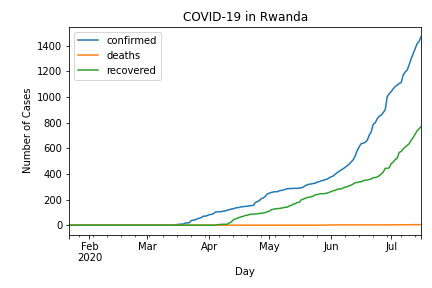 COVID-19 in Rwanda
confirmed
deaths
recovered
Number of Cases
1400
1200
1000
800
600
400
200
0
Feb
2020
Mar
Apr
May
Jun
Jul
Day